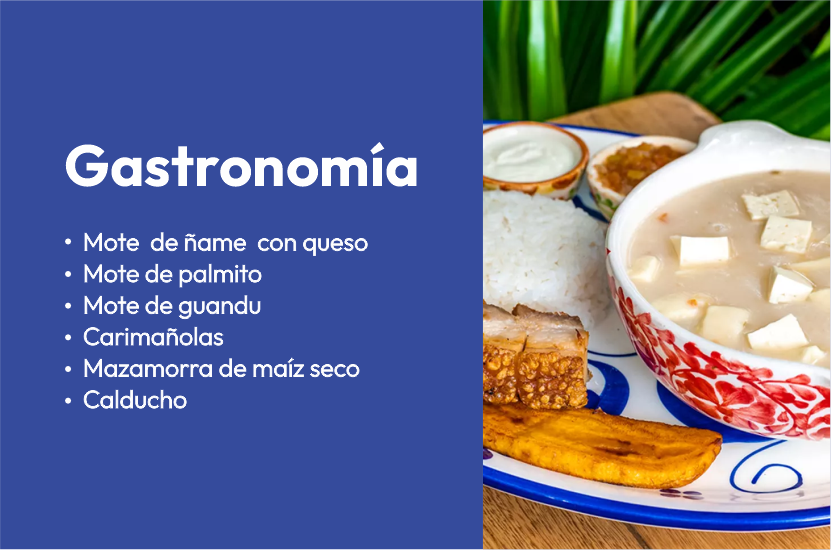 Gastronomía
• Mote  de ñame  con queso
• Mote de palmito
• Mote de guandu
• Carimañolas
• Mazamorra de maíz seco
• Calducho